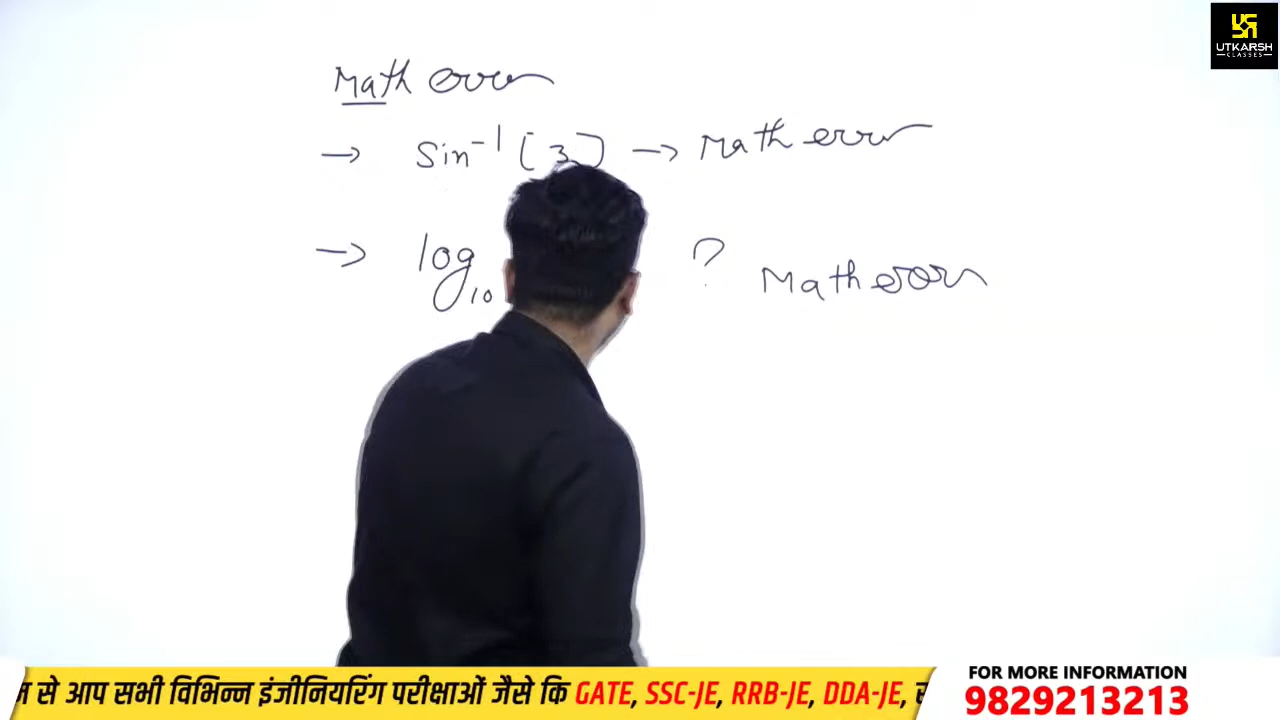 UTKARSH
CLASSES
Math error
→ Sin⁻¹ (3) → Math error
→ log₁₀ ? Math error
से आप सभी विभिन्न इंजीनियरिंग परीक्षाओं जैसे कि GATE, SSC-JE, RRB-JE, DDA-JE,
FOR MORE INFORMATION
9829213213